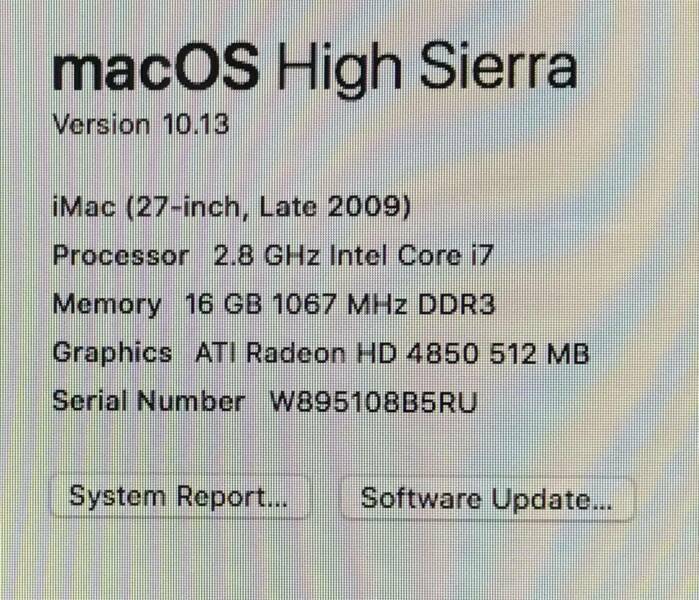 macOS High Sierra
Version 10.13
iMac (27-inch, Late 2009)
Processor 2.8 GHz Intel Core i7
Memory 16 GB 1067 MHz DDR3
Graphics ATI Radeon HD 4850 512 MB
Serial Number W895108B5RU
System Report...
Software Update...